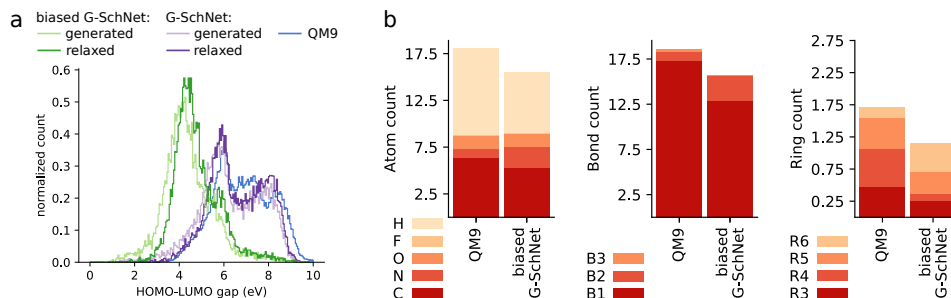 a
biased G-SchNet:
generated
relaxed
G-SchNet:
generated
relaxed
QM9
normalized count
0.6
0.5
0.4
0.3
0.2
0.1
0.0
0
2
4
6
8
10
HOMO-LUMO gap (eV)
b
Atom count
17.5
12.5
7.5
2.5
H
F
O
N
C
QM9
biased
G-SchNet
Bond count
17.5
12.5
7.5
2.5
B3
B2
B1
QM9
biased
G-SchNet
Ring count
2.75
2.25
1.75
1.25
0.75
0.25
R6
R5
R4
R3
QM9
biased
G-SchNet